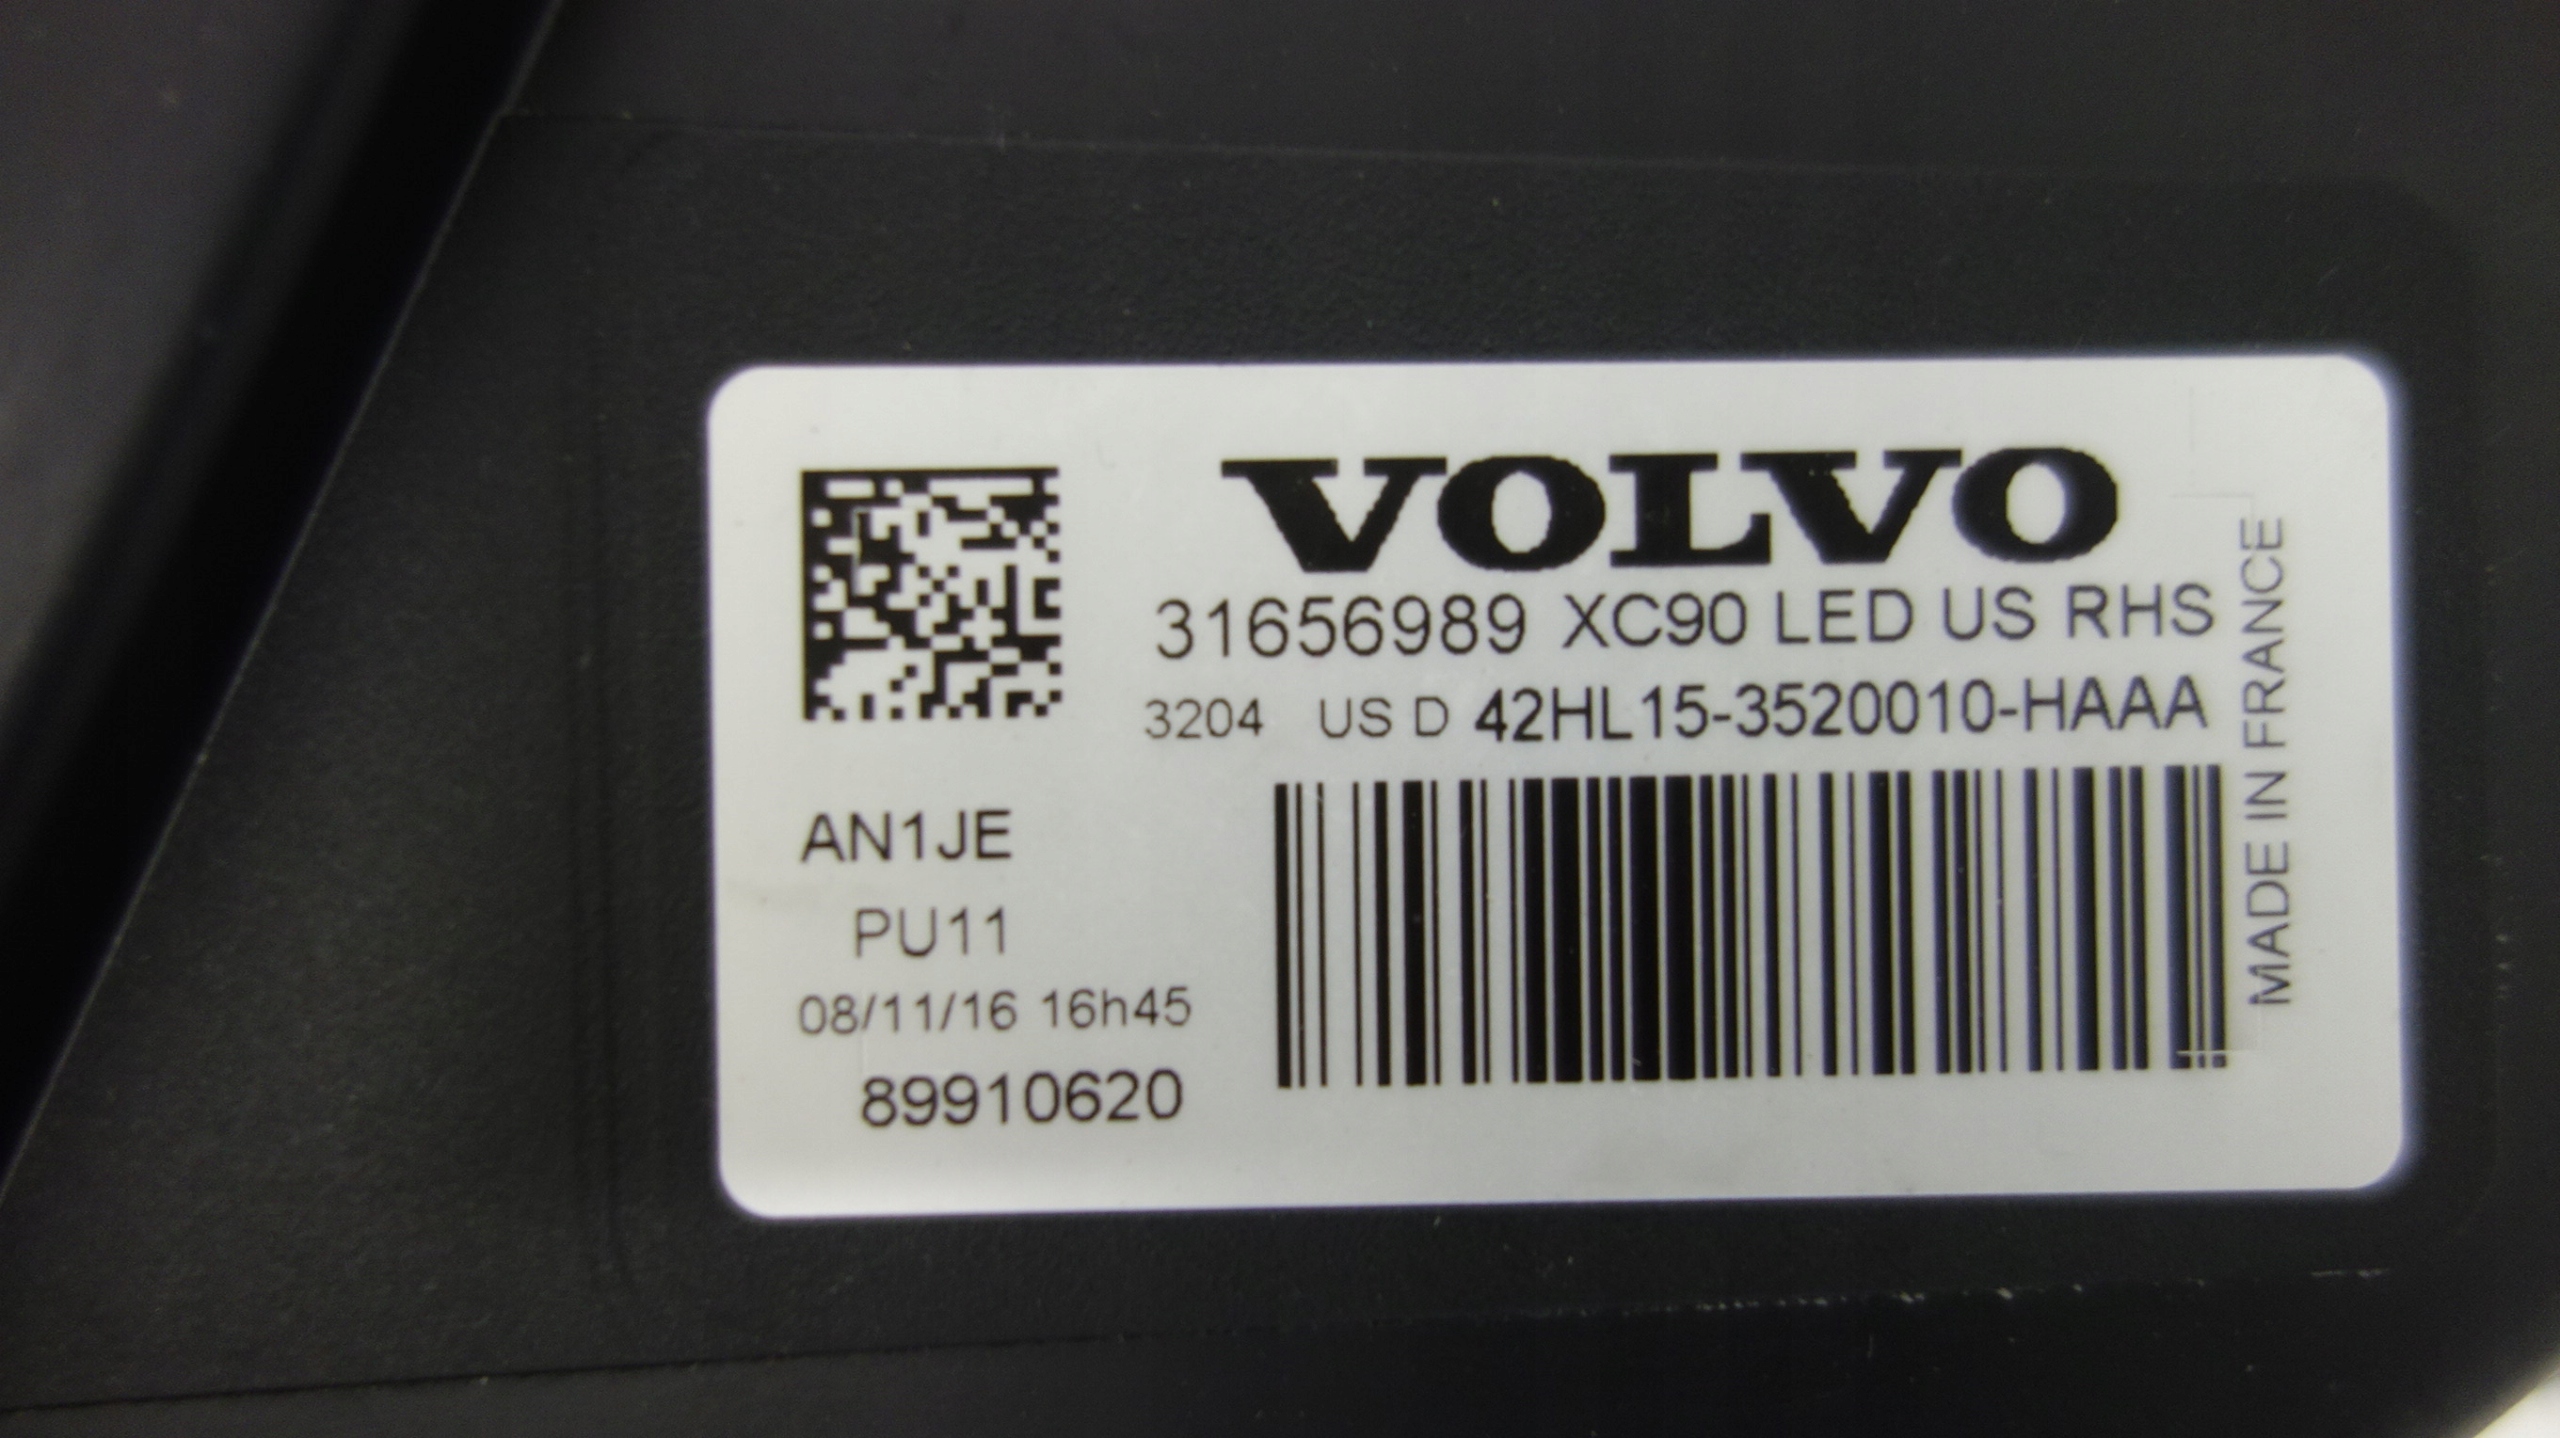 VOLVO
31656989 XC90 LED US RHS
3204 US D 42HL15-3520010-HAAA
AN1JE
PU11
08/11/16 16h45
89910620
MADE IN FRANCE